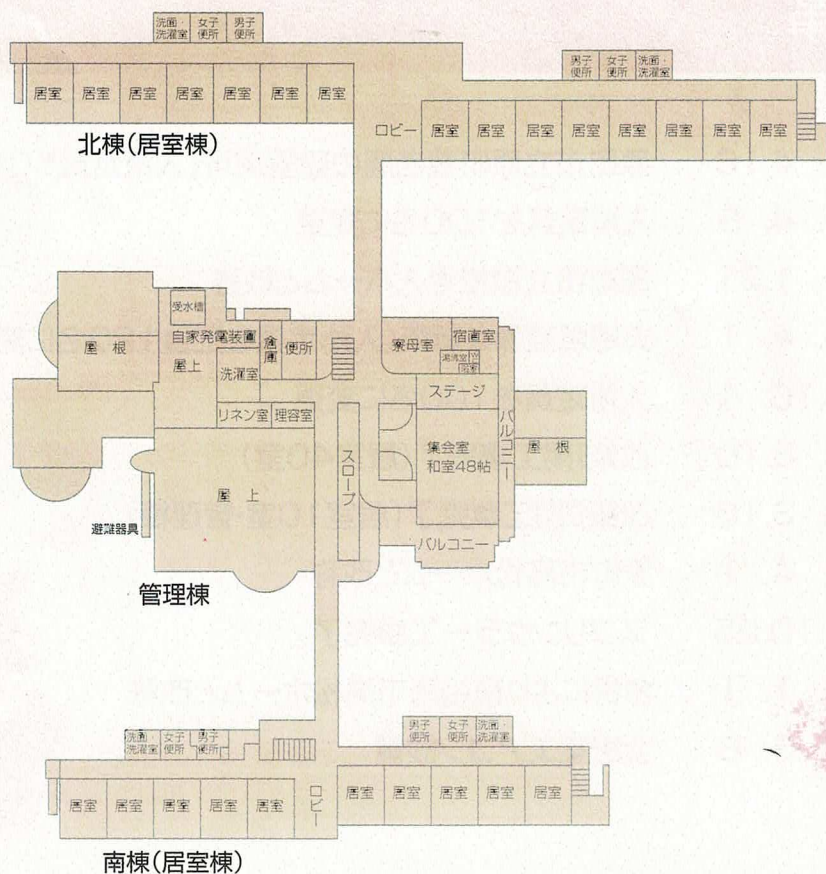 洗面・ 女子 男子
洗濯室 便所 便所
男子 女子 洗面・
便所 便所 洗濯室
居室 居室 居室 居室 居室 居室 居室
ロビー 居室 居室 居室 居室 居室 居室 居室 居室
北棟(居室棟)
受水槽
自家発電装置
倉庫
便所
寮母室
宿直室
屋根
屋上
洗濯室
ステージ
リネン室 理容室
バルコニー
集会室
和室48帖
屋根
スロープ
屋上
避難器具
バルコニー
管理棟
洗面・ 女子 男子
洗濯室 便所 便所
男子 女子 洗面・
便所 便所 洗濯室
居室 居室 居室 居室 居室 ロビー 居室 居室 居室 居室 居室
南棟(居室棟)